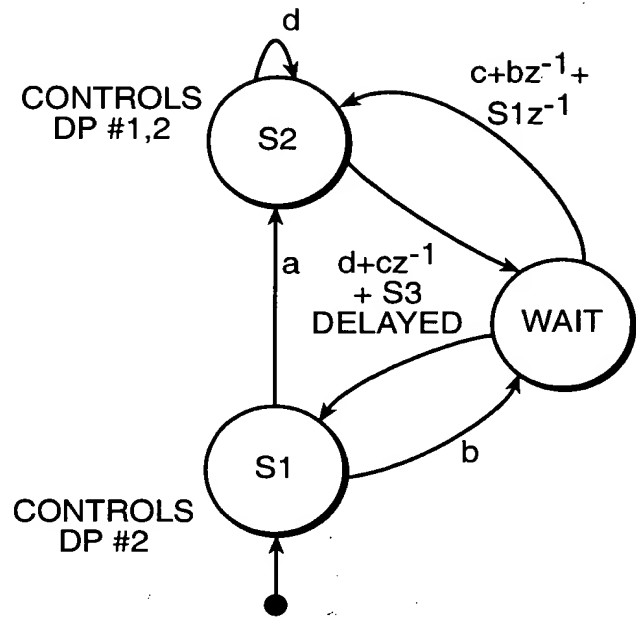 d
CONTROLS
DP #1,2
S2
c+bz⁻¹+
S1z⁻¹
a
d+cz⁻¹
+ S3
DELAYED
WAIT
S1
b
CONTROLS
DP #2